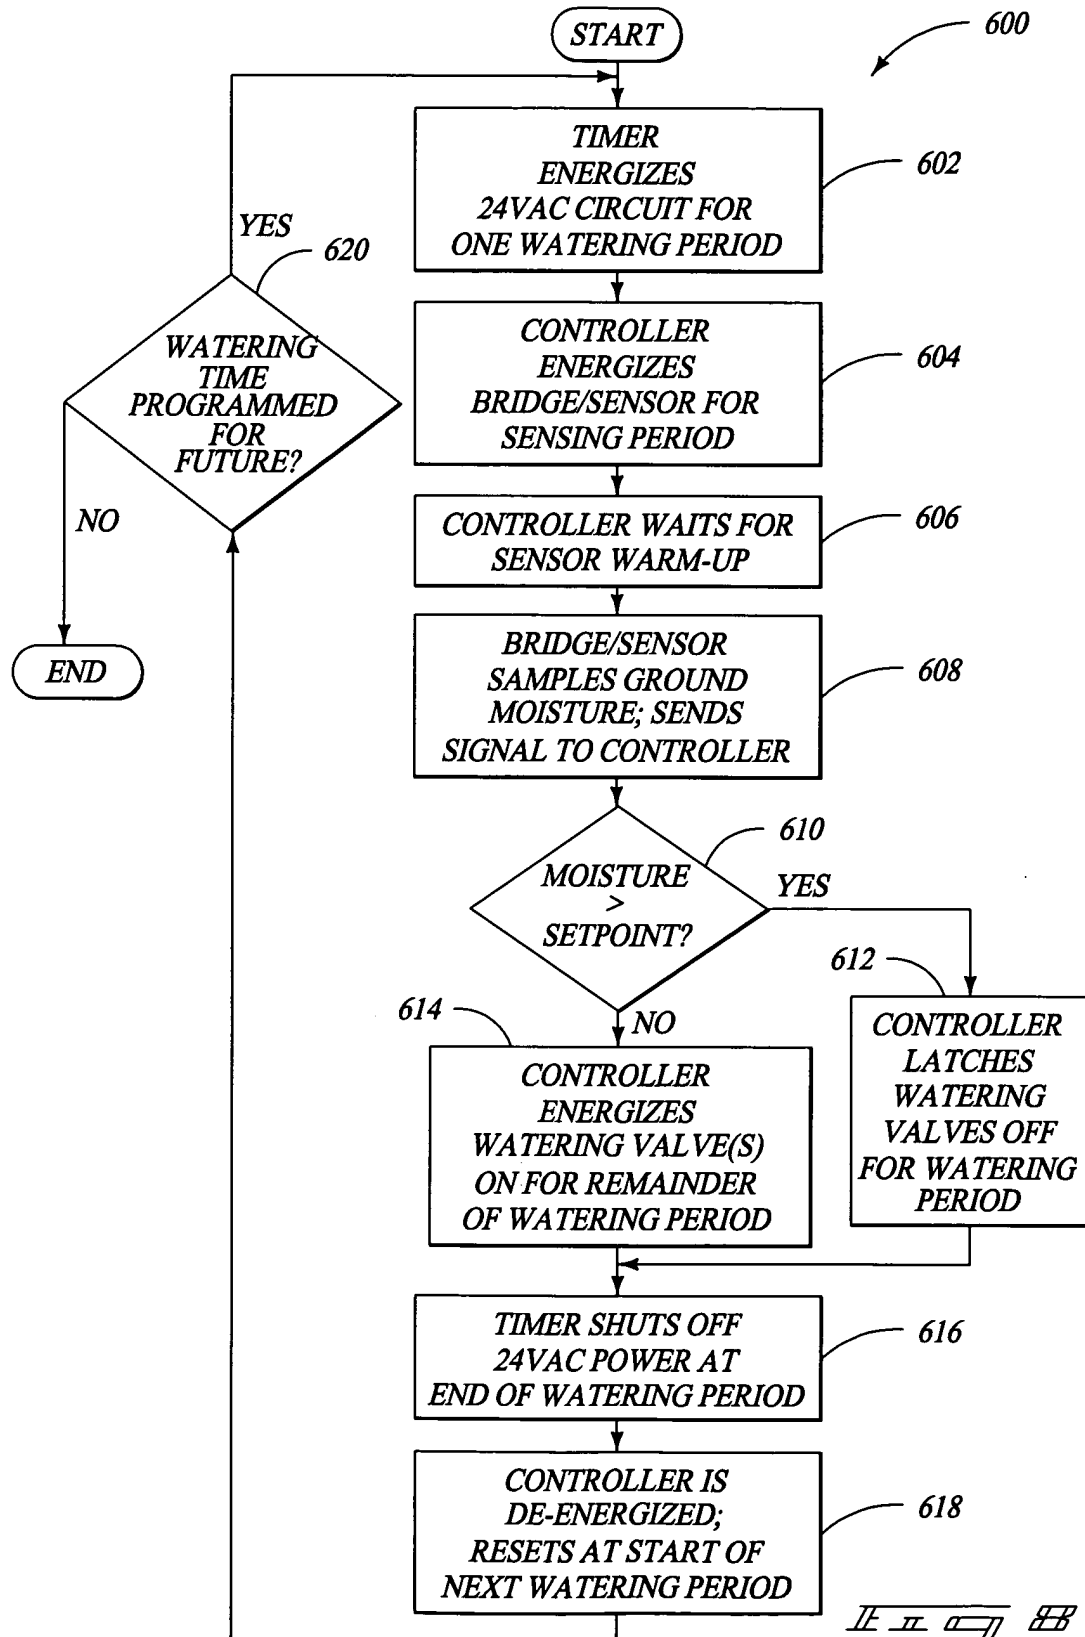 START
600
TIMER
ENERGIZES
24VAC CIRCUIT FOR
ONE WATERING PERIOD
602
YES
620
WATERING
TIME
PROGRAMMED
FOR
FUTURE?
CONTROLLER
ENERGIZES
BRIDGE/SENSOR FOR
SENSING PERIOD
604
NO
CONTROLLER WAITS FOR
SENSOR WARM-UP
606
END
BRIDGE/SENSOR
SAMPLES GROUND
MOISTURE; SENDS
SIGNAL TO CONTROLLER
608
MOISTURE
>
SETPOINT?
610
YES
612
CONTROLLER
LATCHES
WATERING
VALVES OFF
FOR WATERING
PERIOD
NO
614
CONTROLLER
ENERGIZES
WATERING VALVE(S)
ON FOR REMAINDER
OF WATERING PERIOD
TIMER SHUTS OFF
24VAC POWER AT
END OF WATERING PERIOD
616
CONTROLLER IS
DE-ENERGIZED;
RESETS AT START OF
NEXT WATERING PERIOD
618
Fig 8